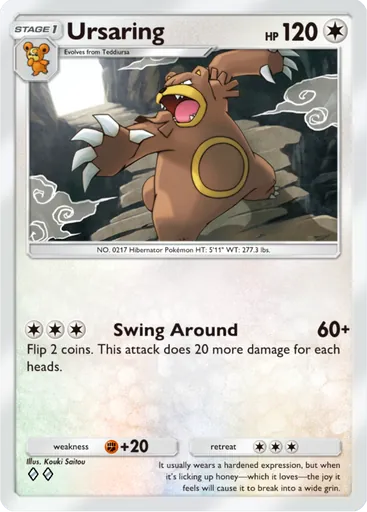 STAGE 1
Ursaring
HP 120
Evolves from Teddiursa
NO. 0217 Hibernator Pokémon HT: 5'11" WT: 277.3 lbs.
Swing Around 60+
Flip 2 coins. This attack does 20 more damage for each
heads.
weakness +20 retreat
Illus. Kouki Saitou
It usually wears a hardened expression, but when
it's licking up honey—which it loves—the joy it
feels will cause it to break into a wide grin.